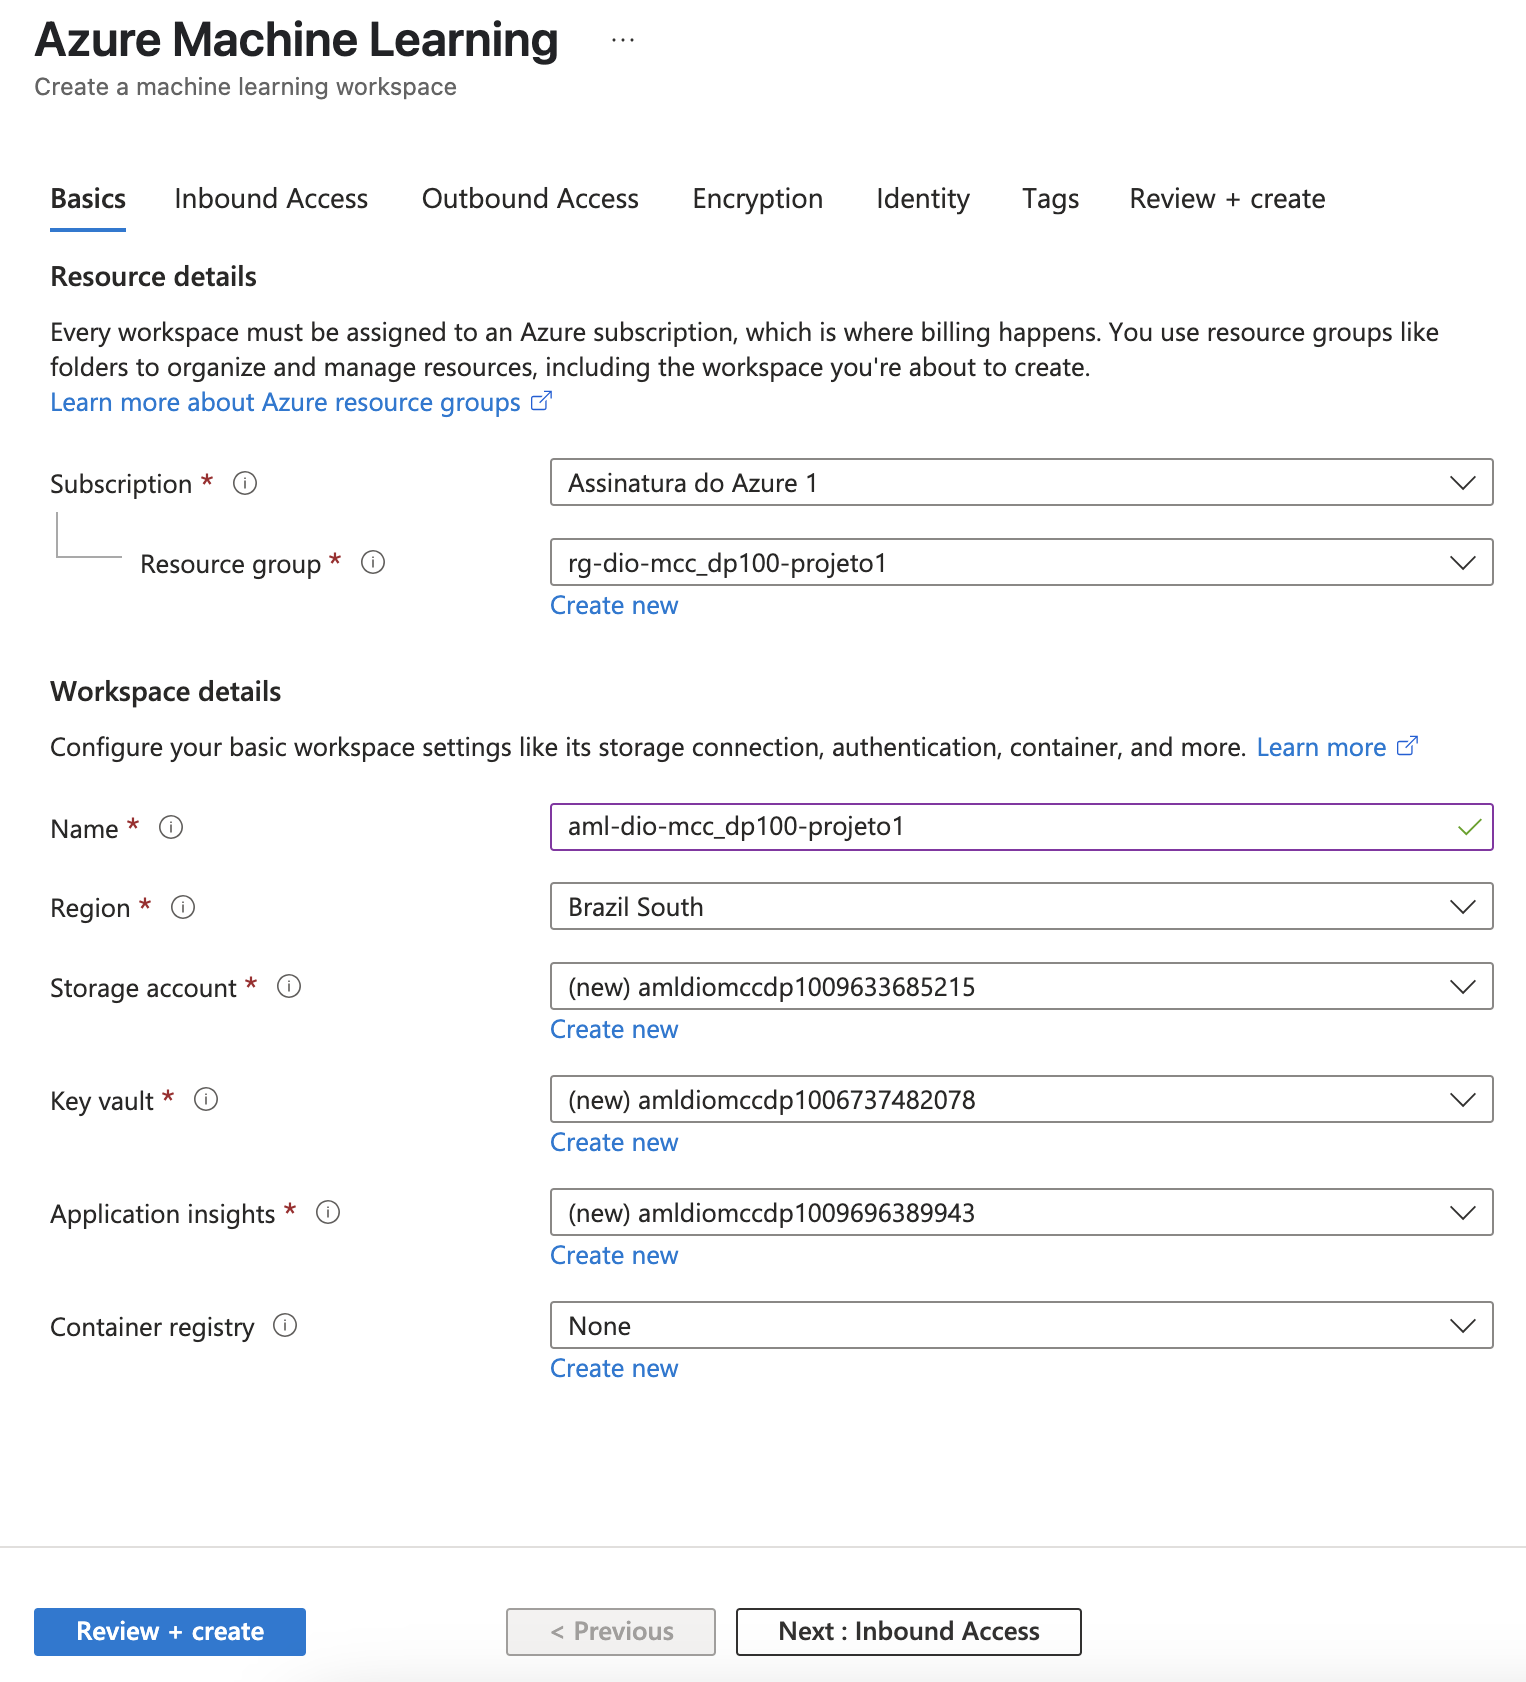 Azure Machine Learning ...
Create a machine learning workspace
Basics Inbound Access Outbound Access Encryption Identity Tags Review + create
Resource details
Every workspace must be assigned to an Azure subscription, which is where billing happens. You use resource groups like
folders to organize and manage resources, including the workspace you're about to create.
Learn more about Azure resource groups
Subscription * Assinatura do Azure 1
Resource group * rg-dio-mcc_dp100-projeto1
Create new
Workspace details
Configure your basic workspace settings like its storage connection, authentication, container, and more. Learn more
Name * aml-dio-mcc_dp100-projeto1
Region * Brazil South
Storage account * (new) amldiomccdp1009633685215
Create new
Key vault * (new) amldiomccdp1006737482078
Create new
Application insights * (new) amldiomccdp1009696389943
Create new
Container registry None
Create new
Review + create < Previous Next : Inbound Access